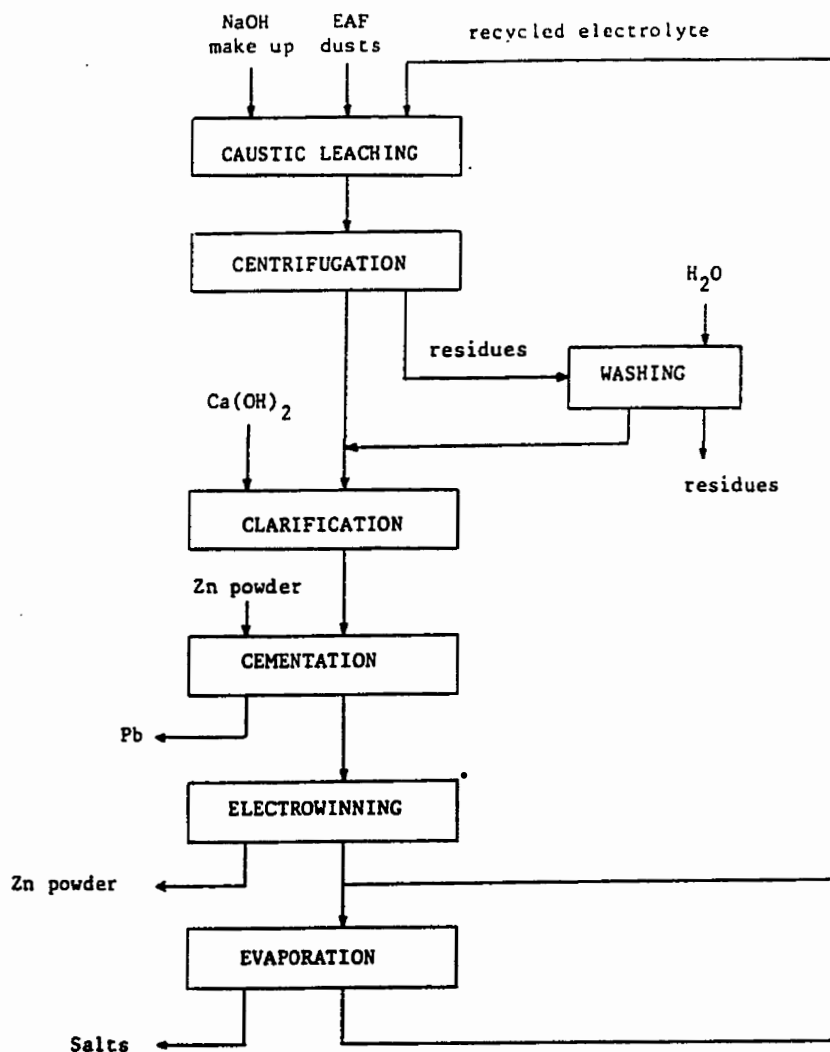 NaOH
make up
EAF
dusts
recycled electrolyte
CAUSTIC LEACHING
CENTRIFUGATION
H₂O
residues
WASHING
Ca(OH)₂
residues
CLARIFICATION
Zn powder
CEMENTATION
Pb
ELECTROWINNING
Zn powder
EVAPORATION
Salts